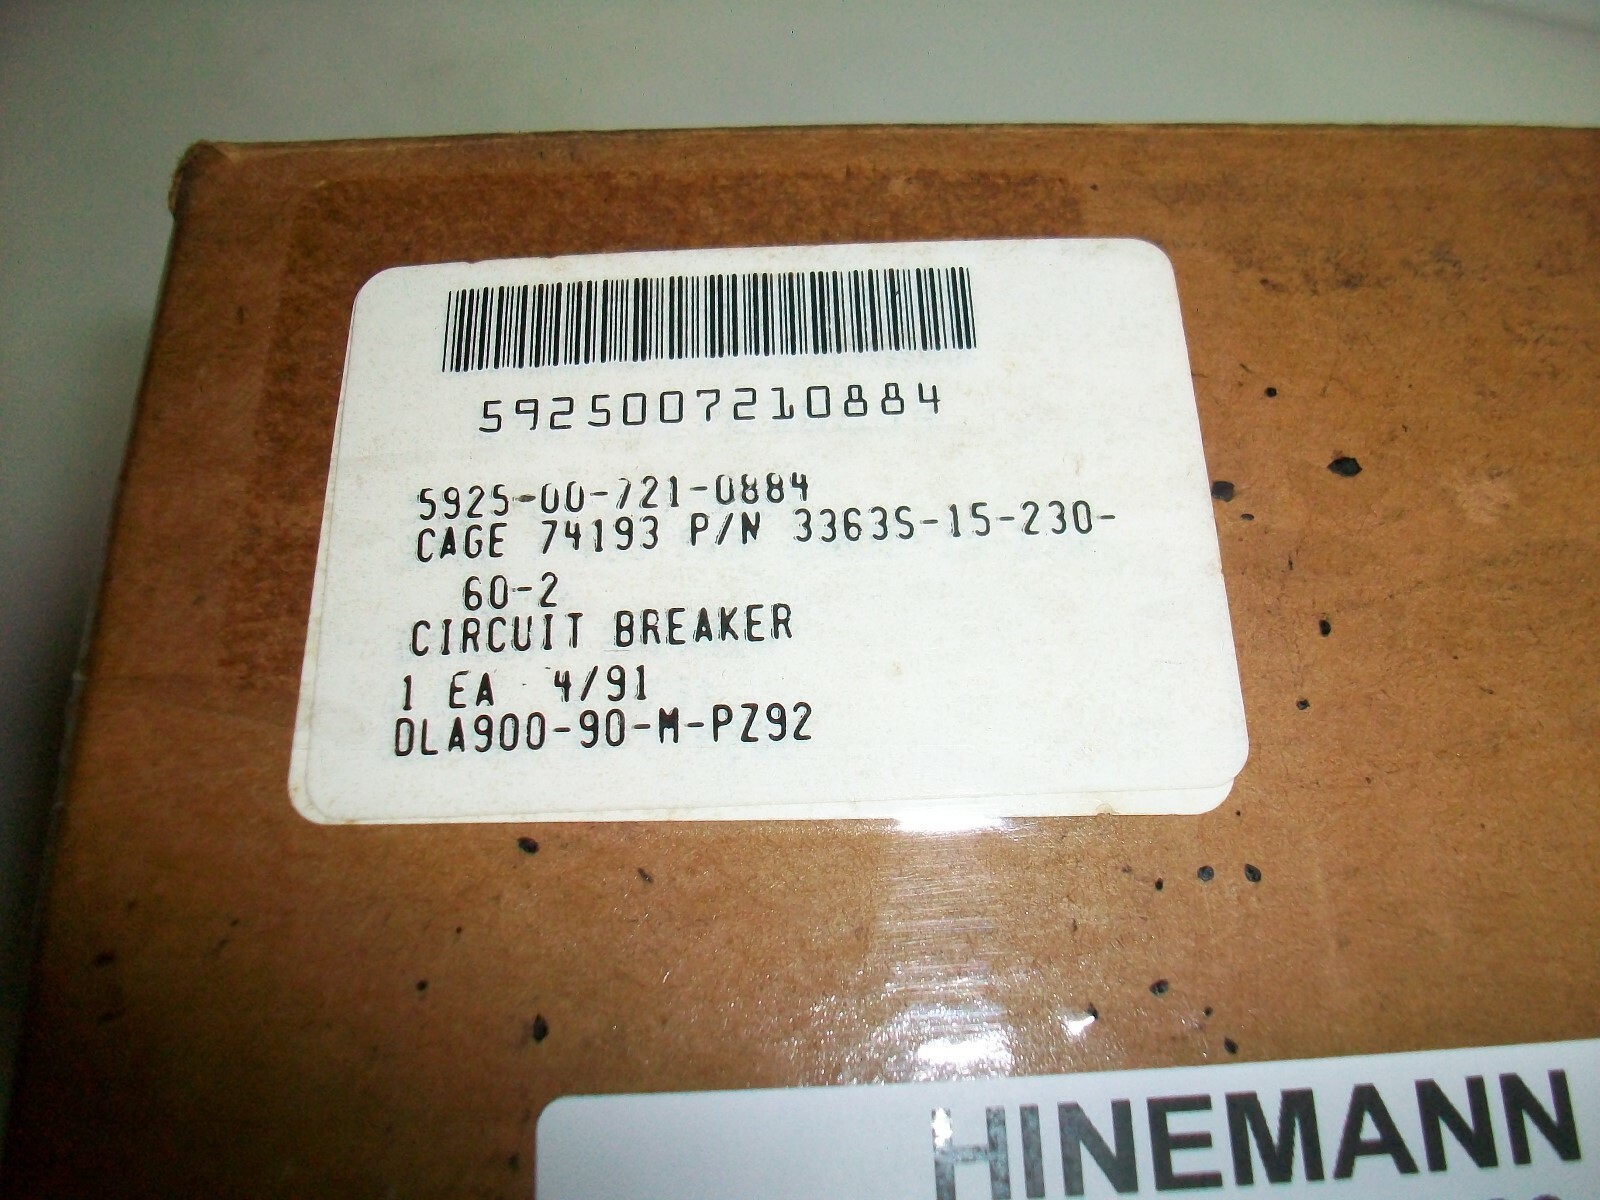 5925007210884
5925-00-721-0884
CAGE 74193 P/N 3363S-15-230-
60-2
CIRCUIT BREAKER
1 EA 4/91
DLA900-90-M-PZ92
HINEMANN